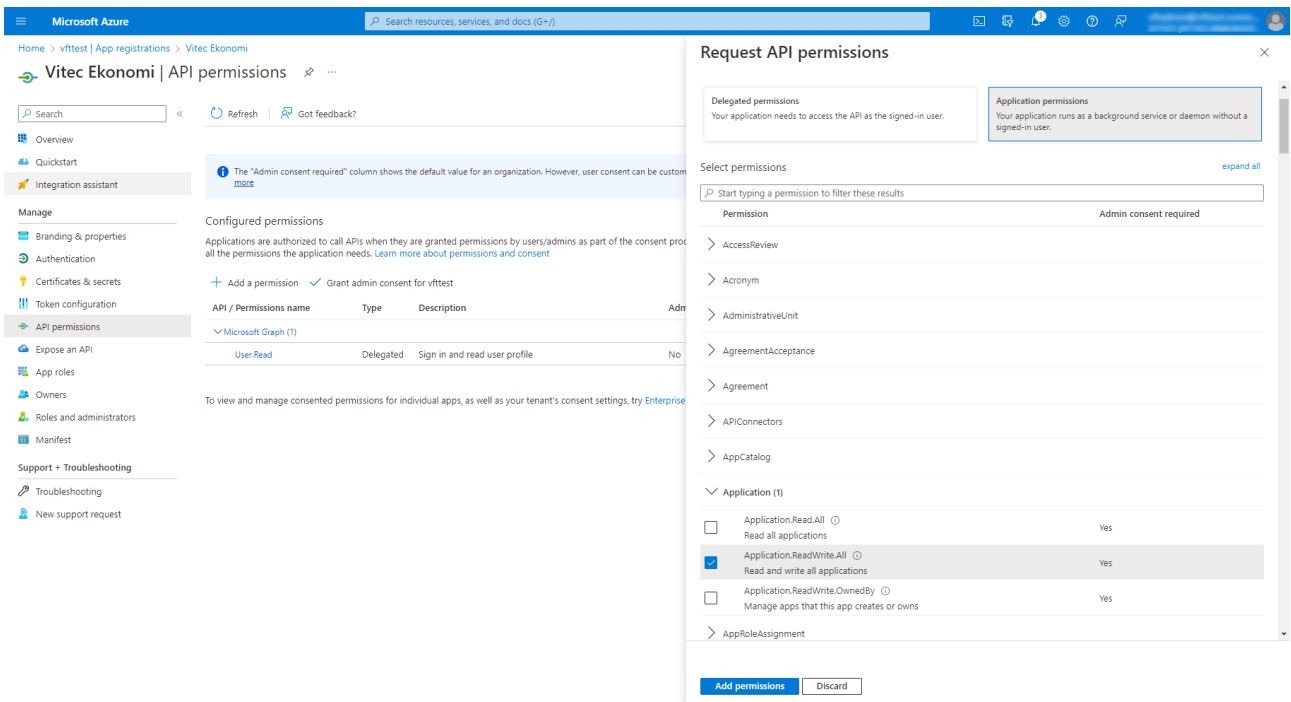 Microsoft Azure
Search resources, services, and docs (G+/)
3
Home > vfttest | App registrations > Vitec Ekonomi
Vitec Ekonomi | API permissions
Search
«
Overview
Quickstart
Integration assistant
Manage
Branding & properties
Authentication
Certificates & secrets
Token configuration
API permissions
Expose an API
App roles
Owners
Roles and administrators
Manifest
Support + Troubleshooting
Troubleshooting
New support request
Refresh
Got feedback?
The "Admin consent required" column shows the default value for an organization. However, user consent can be custom
more
Configured permissions
Applications are authorized to call APIs when they are granted permissions by users/admins as part of the consent proc
all the permissions the application needs. Learn more about permissions and consent
Add a permission
Grant admin consent for vfttest
API / Permissions name Type Description Adm
Microsoft Graph (1)
User.Read Delegated Sign in and read user profile No
To view and manage consented permissions for individual apps, as well as your tenant's consent settings, try Enterprise
Request API permissions
Delegated permissions
Your application needs to access the API as the signed-in user.
Application permissions
Your application runs as a background service or daemon without a
signed-in user.
Select permissions
expand all
Start typing a permission to filter these results
Permission Admin consent required
AccessReview
Acronym
AdministrativeUnit
AgreementAcceptance
Agreement
APIConnectors
AppCatalog
Application (1)
Application.Read.All
Read all applications
Yes
Application.ReadWrite.All
Read and write all applications
Yes
Application.ReadWrite.OwnedBy
Manage apps that this app creates or owns
Yes
AppRoleAssignment
Add permissions
Discard